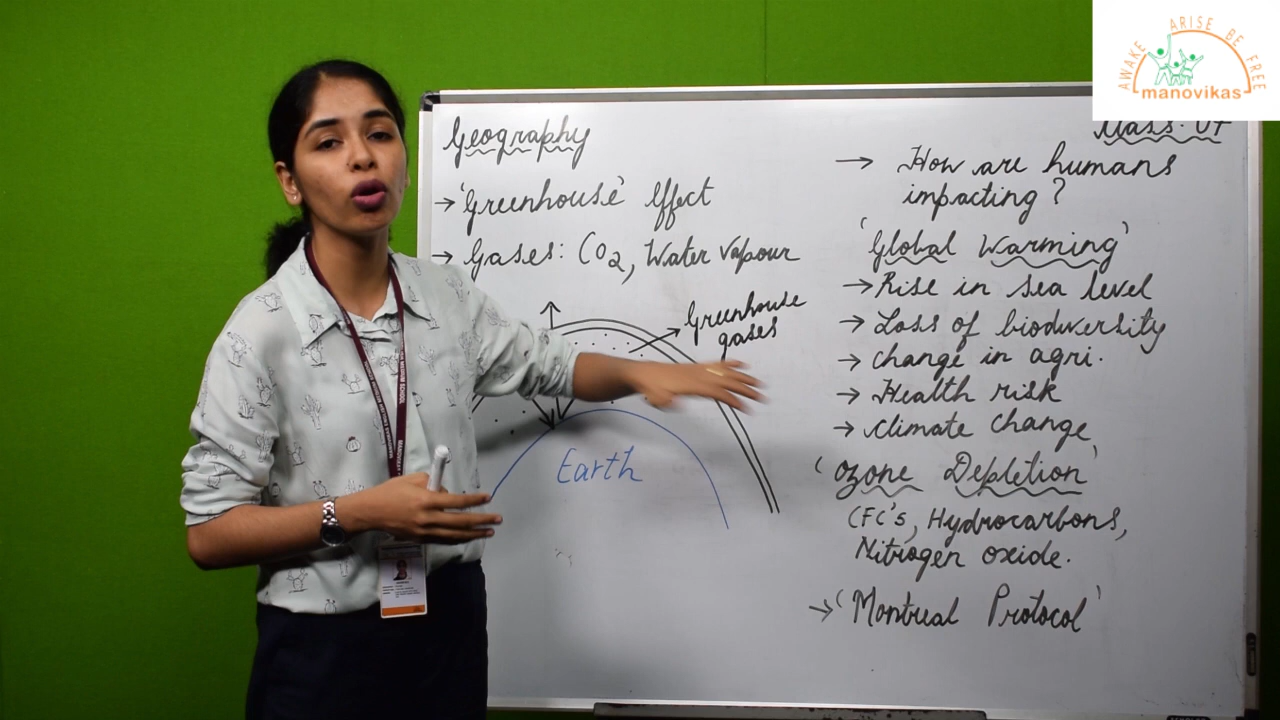 AWAKE ARISE BE FREE
manovikas
Geography
→ 'Greenhouse' Effect
→ Gases: CO₂, Water vapour
Greenhouse
gases
Earth
→ How are humans
impacting?
'Global Warming'
→ Rise in sea level
→ Loss of biodiversity
→ change in agri.
→ Health risk
→ climate change
'Ozone Depletion'
CFC's, Hydrocarbons,
Nitrogen oxide.
→ 'Montreal Protocol'